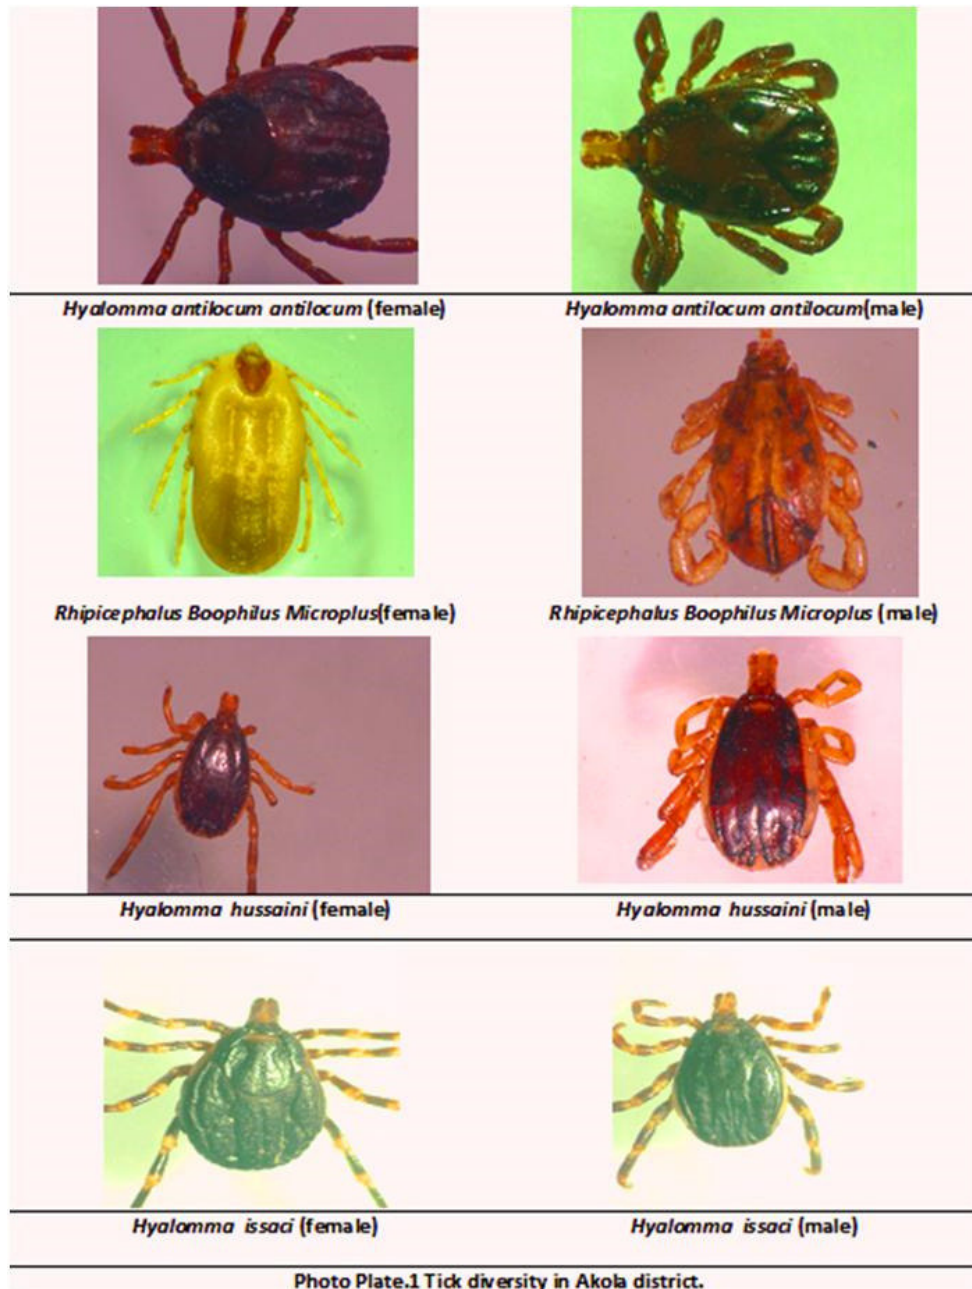 Hyalomma antilocum antilocum (female)
Hyalomma antilocum antilocum(male)
Rhipicephalus Boophilus Microplus(female)
Rhipicephalus Boophilus Microplus (male)
Hyalomma hussaini (female)
Hyalomma hussaini (male)
Hyalomma issaci (female)
Hyalomma issaci (male)
Photo Plate.1 Tick diversity in Akola district.